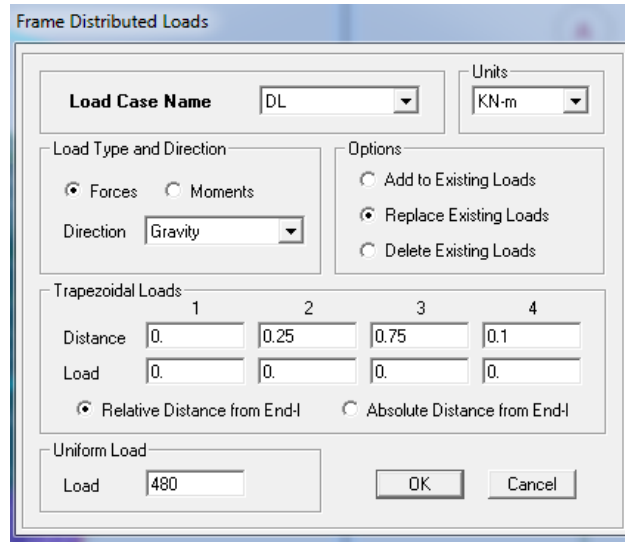 Frame Distributed Loads
Units
Load Case Name DL KN-m
Load Type and Direction
Forces Moments
Direction Gravity
Options
Add to Existing Loads
Replace Existing Loads
Delete Existing Loads
Trapezoidal Loads
1 2 3 4
Distance 0. 0.25 0.75 0.1
Load 0. 0. 0. 0.
Relative Distance from End-I Absolute Distance from End-I
Uniform Load
Load 480
OK Cancel